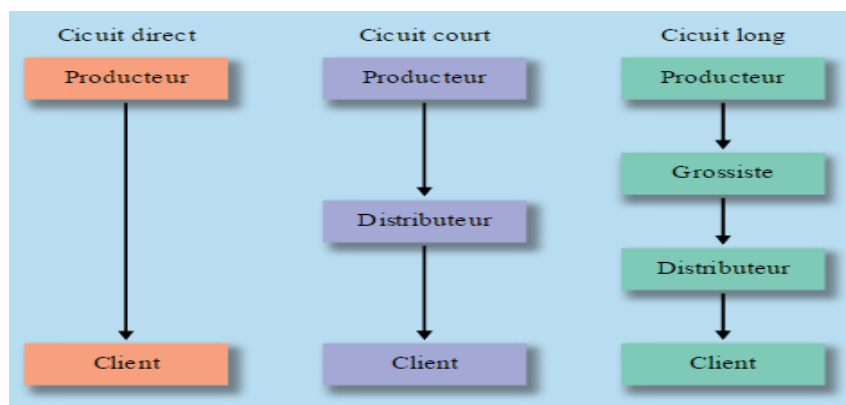 Cicuit direct
Producteur
Client
Cicuit court
Producteur
Distributeur
Client
Cicuit long
Producteur
Grossiste
Distributeur
Client